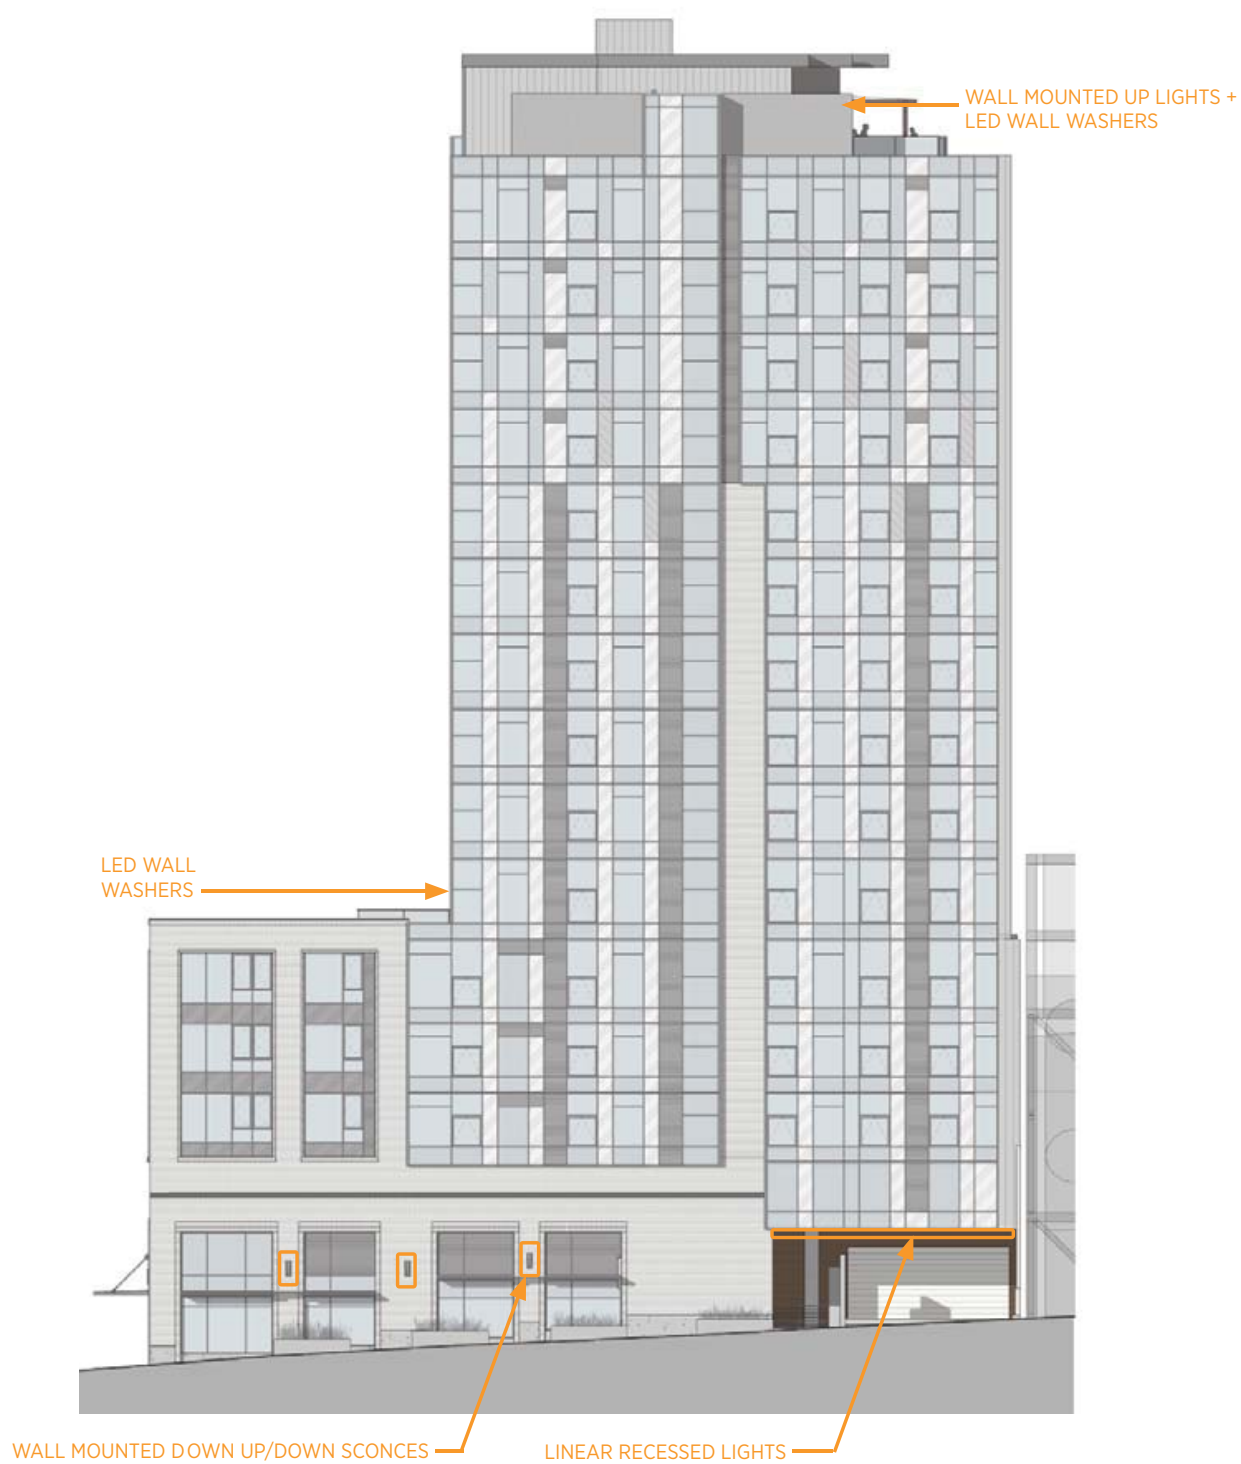 WALL MOUNTED UP LIGHTS +
LED WALL WASHERS
LED WALL
WASHERS
WALL MOUNTED DOWN UP/DOWN SCONCES
LINEAR RECESSED LIGHTS